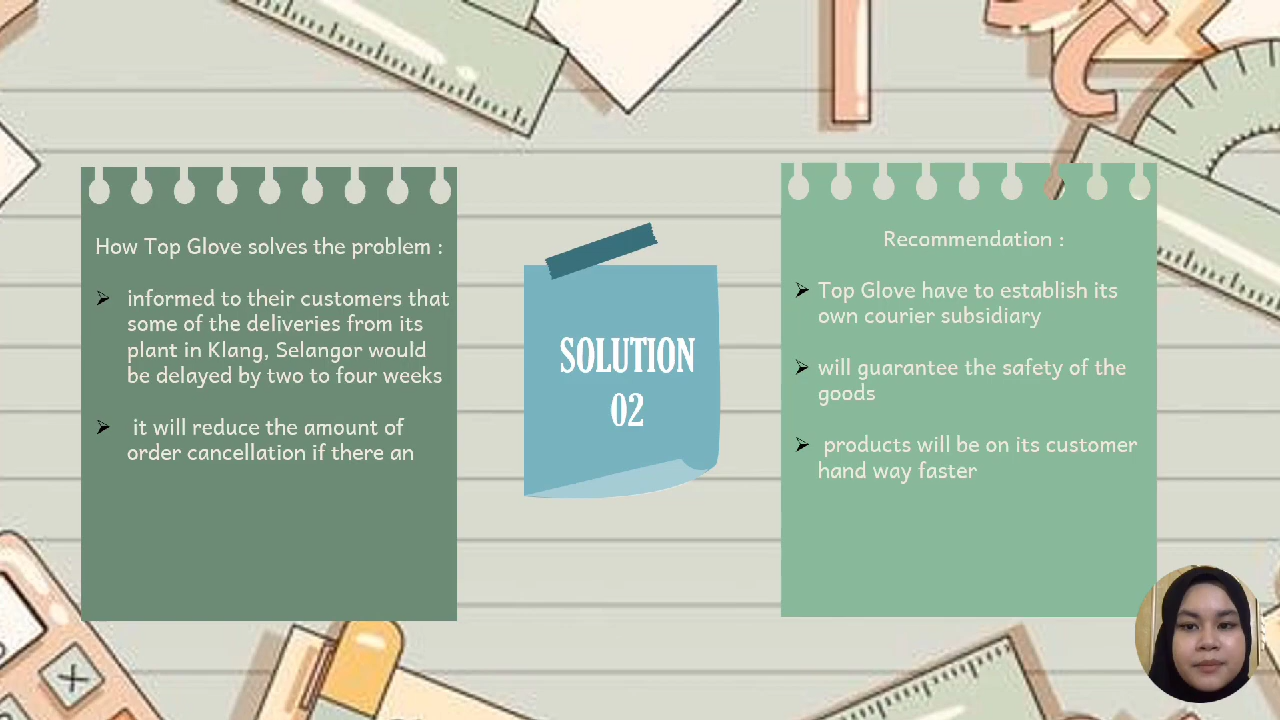 How Top Glove solves the problem :
➢ informed to their customers that
some of the deliveries from its
plant in Klang, Selangor would
be delayed by two to four weeks
➢ it will reduce the amount of
order cancellation if there an
SOLUTION
02
Recommendation :
➢ Top Glove have to establish its
own courier subsidiary
➢ will guarantee the safety of the
goods
➢ products will be on its customer
hand way faster